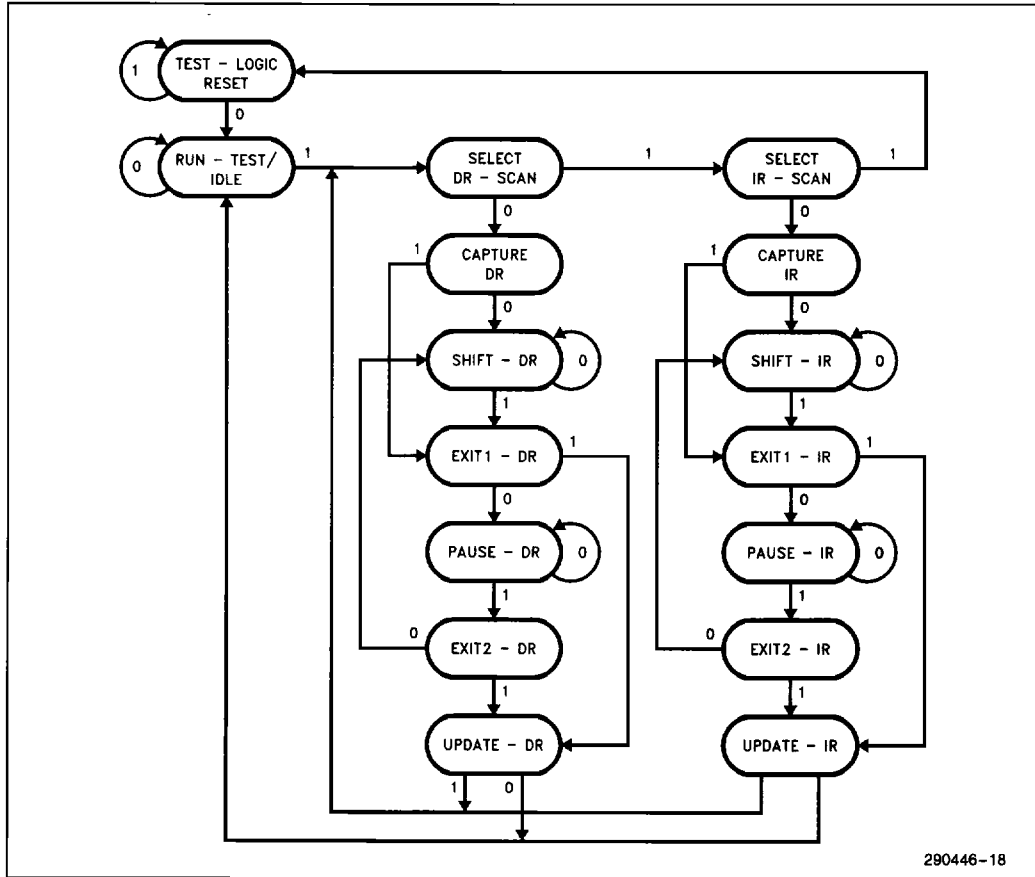 1
TEST - LOGIC
RESET
0
0
RUN - TEST/
IDLE
1
SELECT
DR - SCAN
1
SELECT
IR - SCAN
1
0
0
1
CAPTURE
DR
1
CAPTURE
IR
0
0
SHIFT - DR
0
SHIFT - IR
0
1
1
EXIT1 - DR
1
EXIT1 - IR
1
0
0
PAUSE - DR
0
PAUSE - IR
0
1
1
0
EXIT2 - DR
0
EXIT2 - IR
1
1
UPDATE - DR
UPDATE - IR
1
0
290446-18